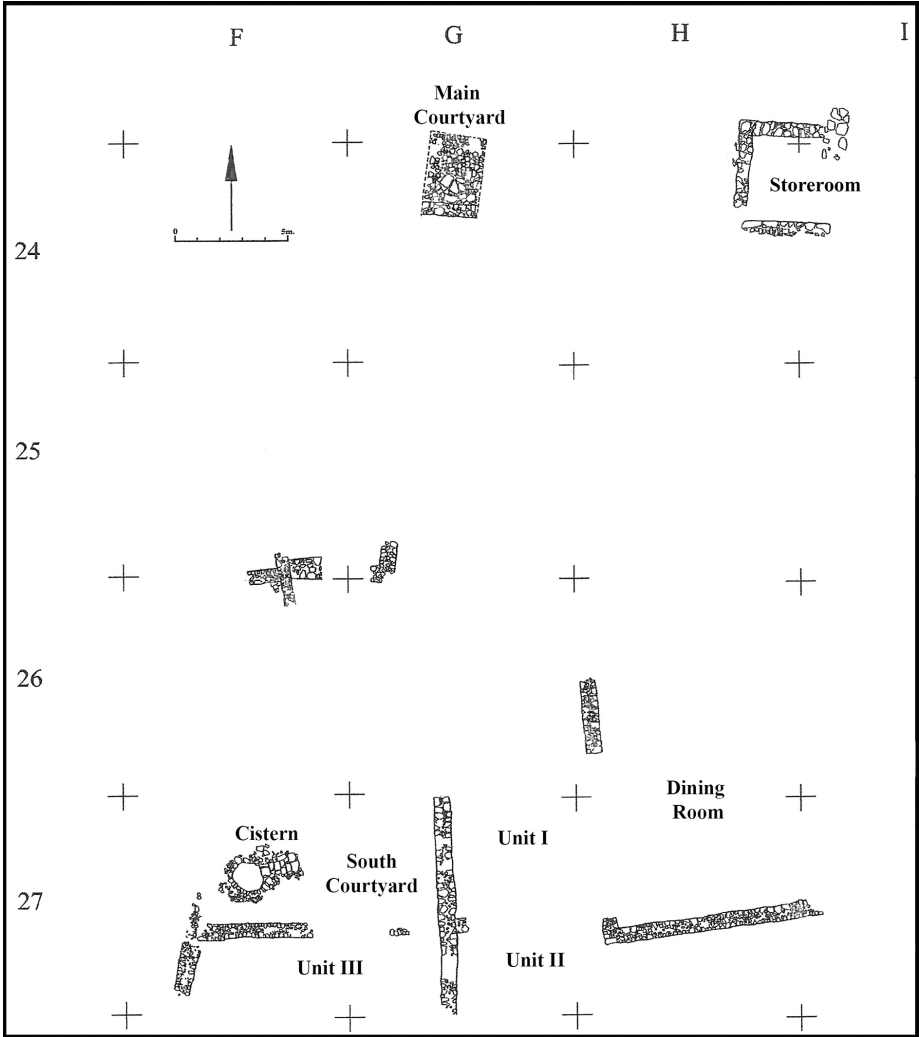 F G H I
Main
Courtyard
Storeroom
0 5m.
24
25
26
Dining
Room
Unit I
Cistern
South
Courtyard
27
Unit II
Unit III